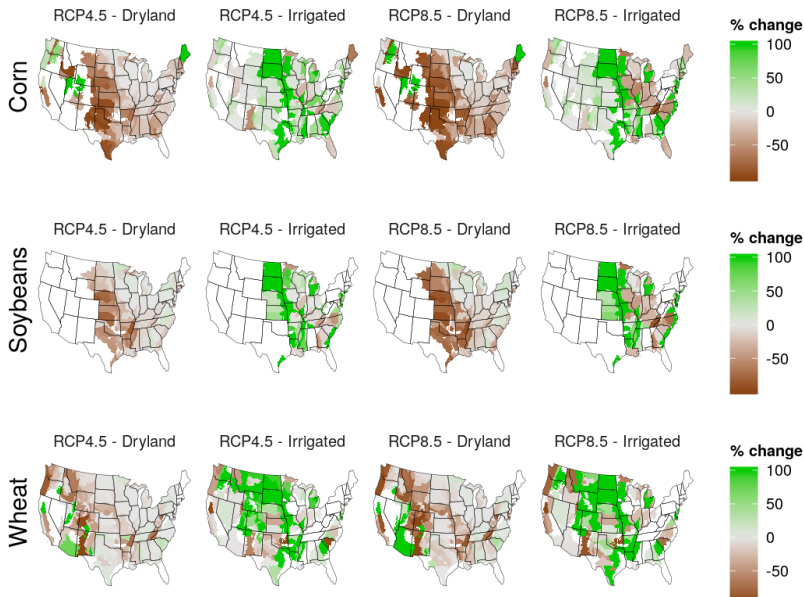 RCP4.5 - Dryland
RCP4.5 - Irrigated
RCP8.5 - Dryland
RCP8.5 - Irrigated
Corn
% change
100
50
0
-50
RCP4.5 - Dryland
RCP4.5 - Irrigated
RCP8.5 - Dryland
RCP8.5 - Irrigated
Soybeans
% change
100
50
0
-50
RCP4.5 - Dryland
RCP4.5 - Irrigated
RCP8.5 - Dryland
RCP8.5 - Irrigated
Wheat
% change
100
50
0
-50